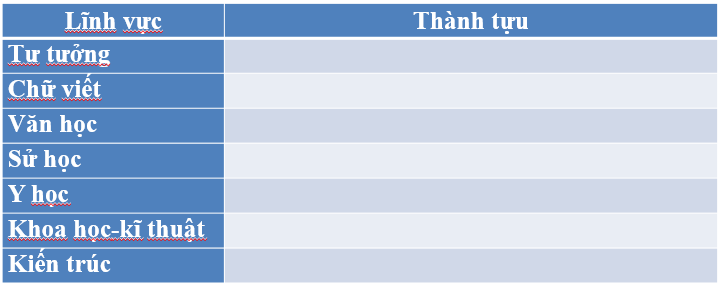 Lĩnh vực Thành tựu
Tư tưởng
Chữ viết
Văn học
Sử học
Y học
Khoa học-kĩ thuật
Kiến trúc